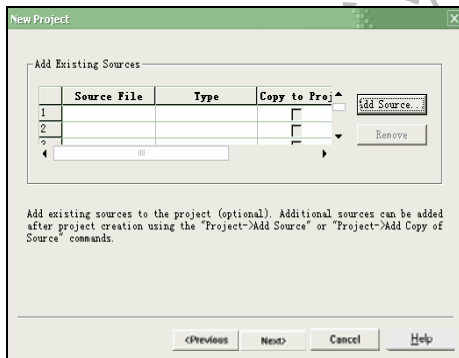 New Project
Add Existing Sources
Source File Type Copy to Proj
1
2
3
Add Source...
Remove
Add existing sources to the project (optional). Additional sources can be added
after project creation using the "Project->Add Source" or "Project->Add Copy of
Source" commands.
<Previous Next> Cancel Help